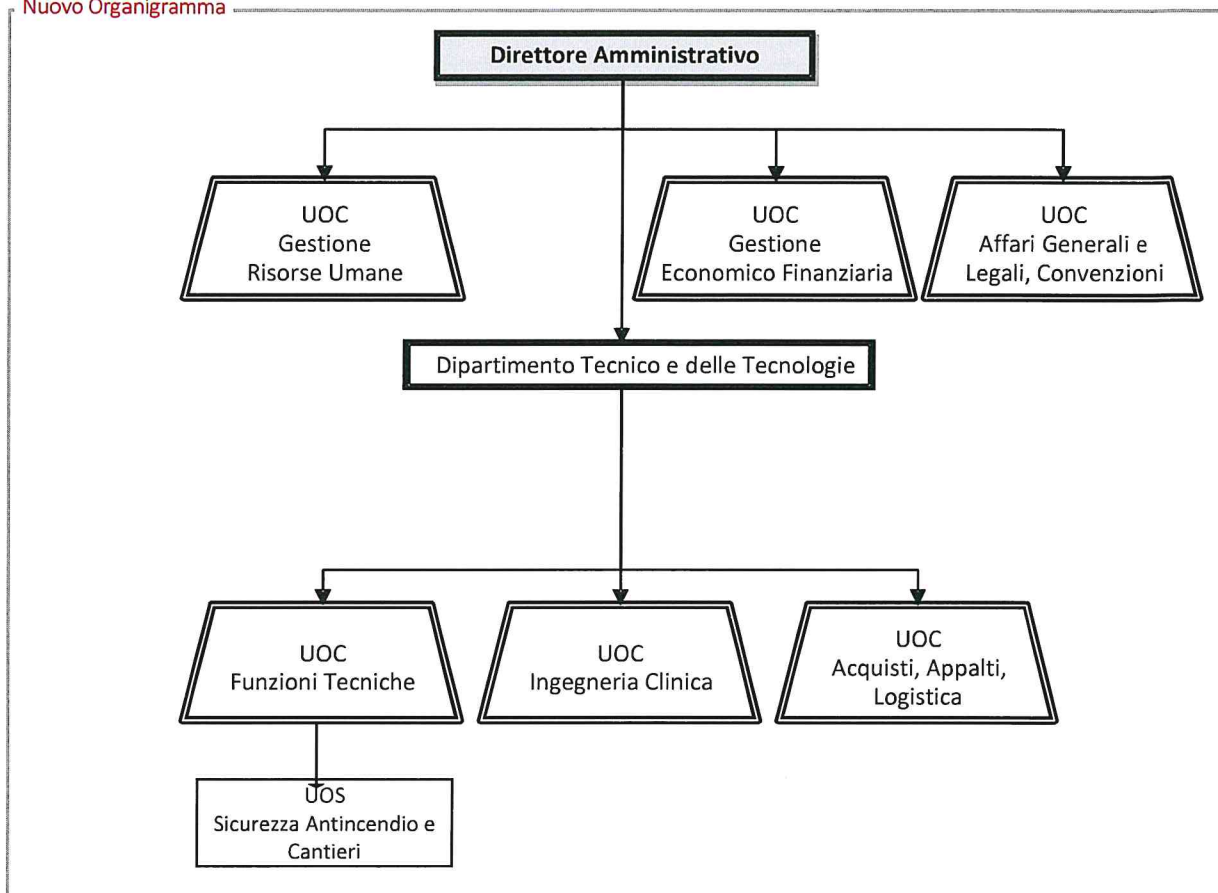 Nuovo Organigramma
Direttore Amministrativo
UOC
Gestione
Risorse Umane
UOC
Gestione
Economico Finanziaria
UOC
Affari Generali e
Legali, Convenzioni
Dipartimento Tecnico e delle Tecnologie
UOC
Funzioni Tecniche
UOC
Ingegneria Clinica
UOC
Acquisti, Appalti,
Logistica
UOS
Sicurezza Antincendio e
Cantieri